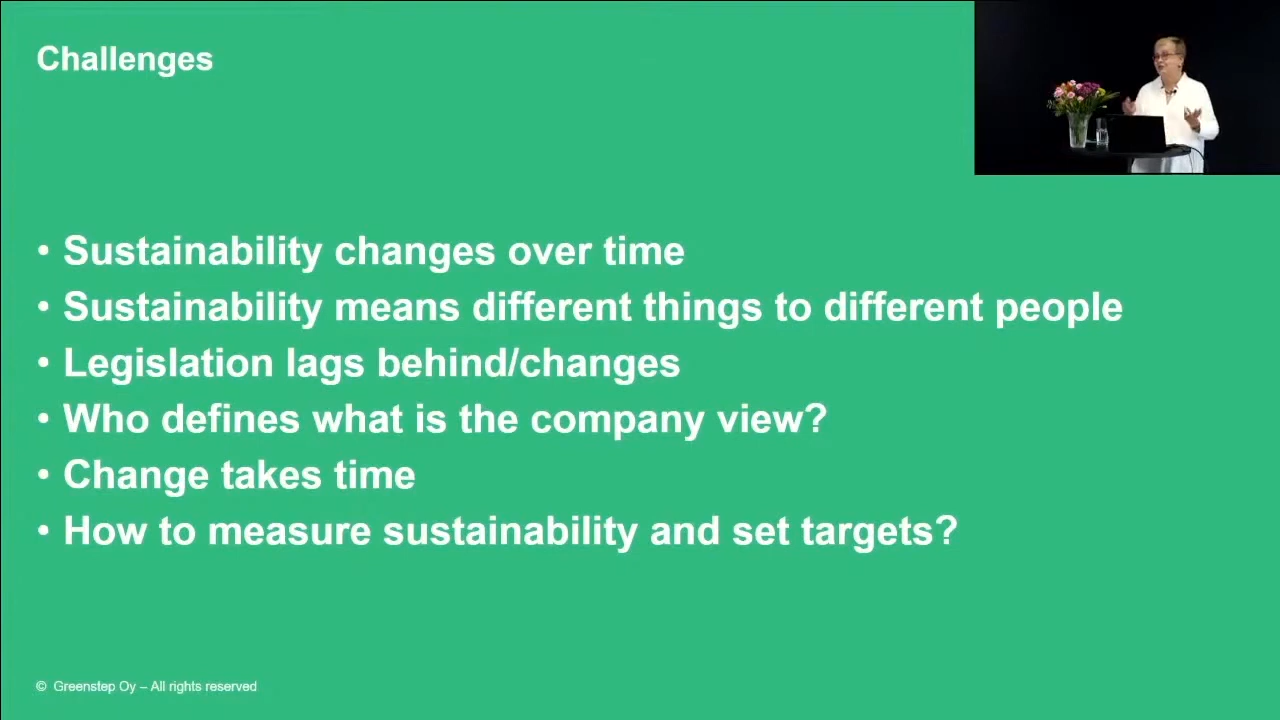 Challenges
• Sustainability changes over time
• Sustainability means different things to different people
• Legislation lags behind/changes
• Who defines what is the company view?
• Change takes time
• How to measure sustainability and set targets?
© Greenstep Oy – All rights reserved